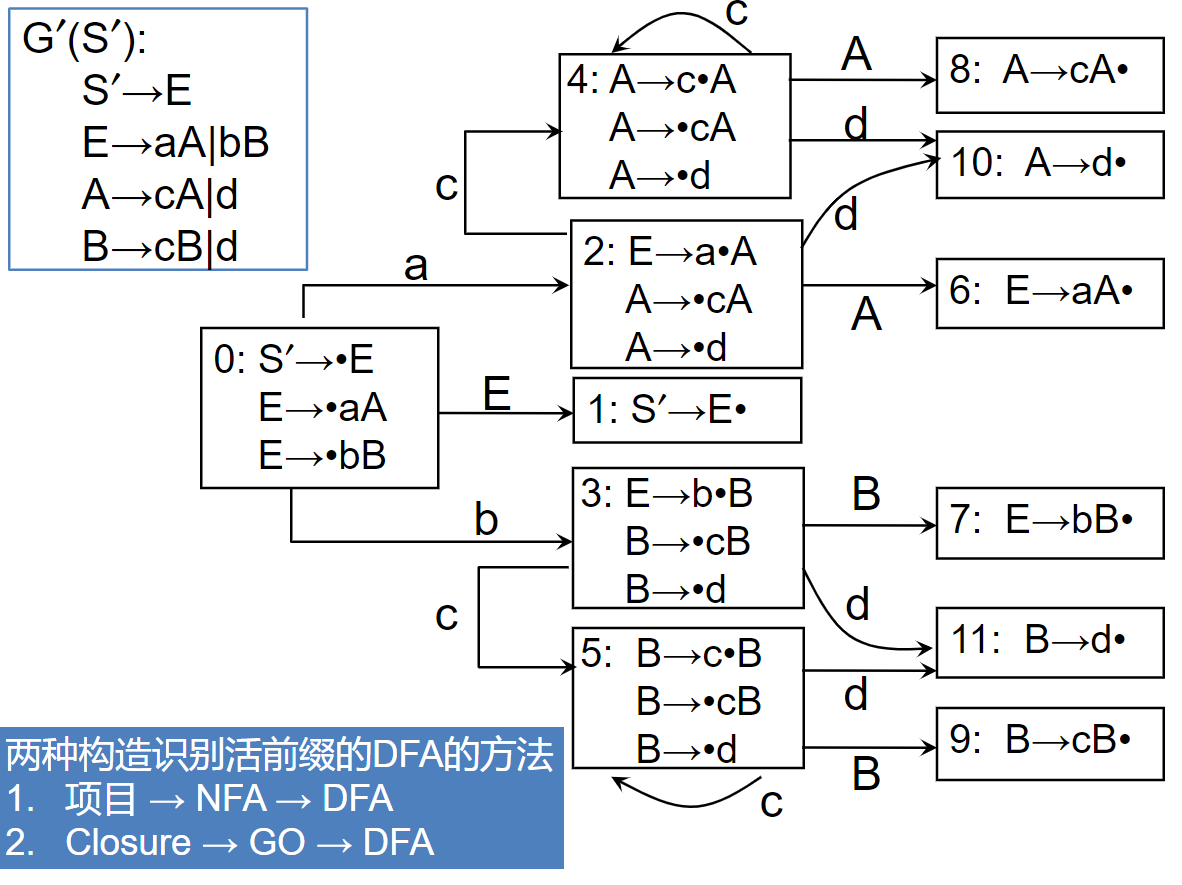 G′(S′):
S′→E
E→aA|bB
A→cA|d
B→cB|d
c
4: A→c•A
A→•cA
A→•d
A
8: A→cA•
d
10: A→d•
c
d
2: E→a•A
A→•cA
A→•d
a
A
6: E→aA•
0: S′→•E
E→•aA
E→•bB
E
1: S′→E•
b
3: E→b•B
B→•cB
B→•d
B
7: E→bB•
c
d
11: B→d•
5: B→c•B
B→•cB
B→•d
d
B
9: B→cB•
c
两种构造识别活前缀的DFA的方法
1. 项目 → NFA → DFA
2. Closure → GO → DFA